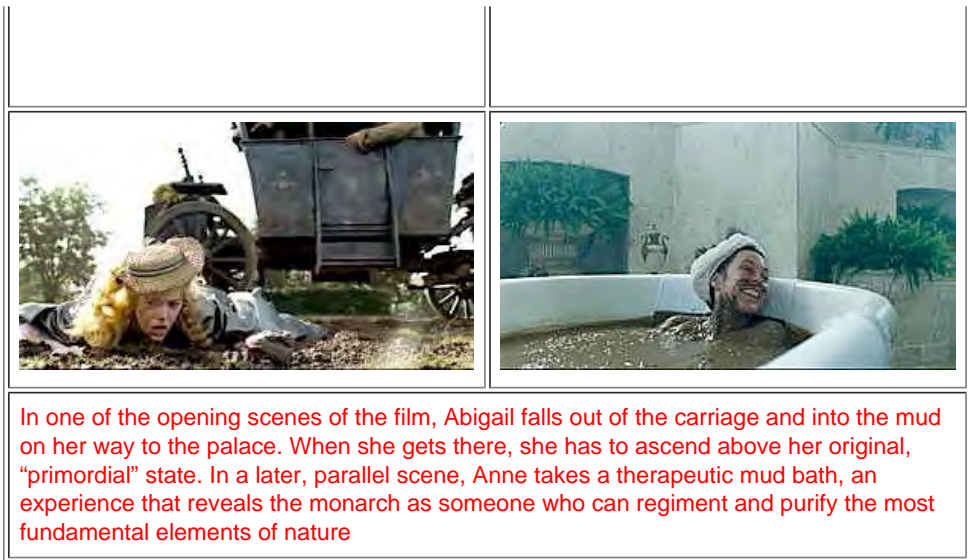 In one of the opening scenes of the film, Abigail falls out of the carriage and into the mud
on her way to the palace. When she gets there, she has to ascend above her original,
“primordial” state. In a later, parallel scene, Anne takes a therapeutic mud bath, an
experience that reveals the monarch as someone who can regiment and purify the most
fundamental elements of nature